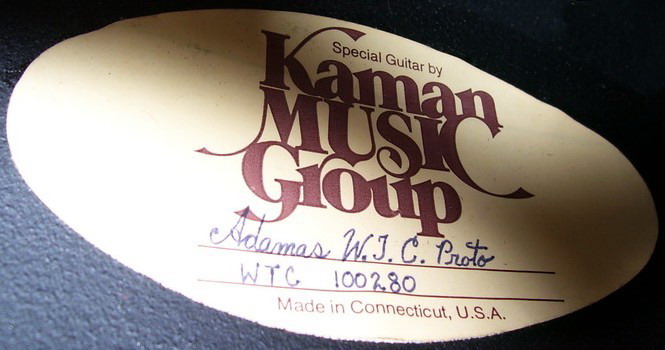 Special Guitar by
Kaman
MUSIC
Group
Adamas W.T.C. Proto
WTC 100280
Made in Connecticut, U.S.A.